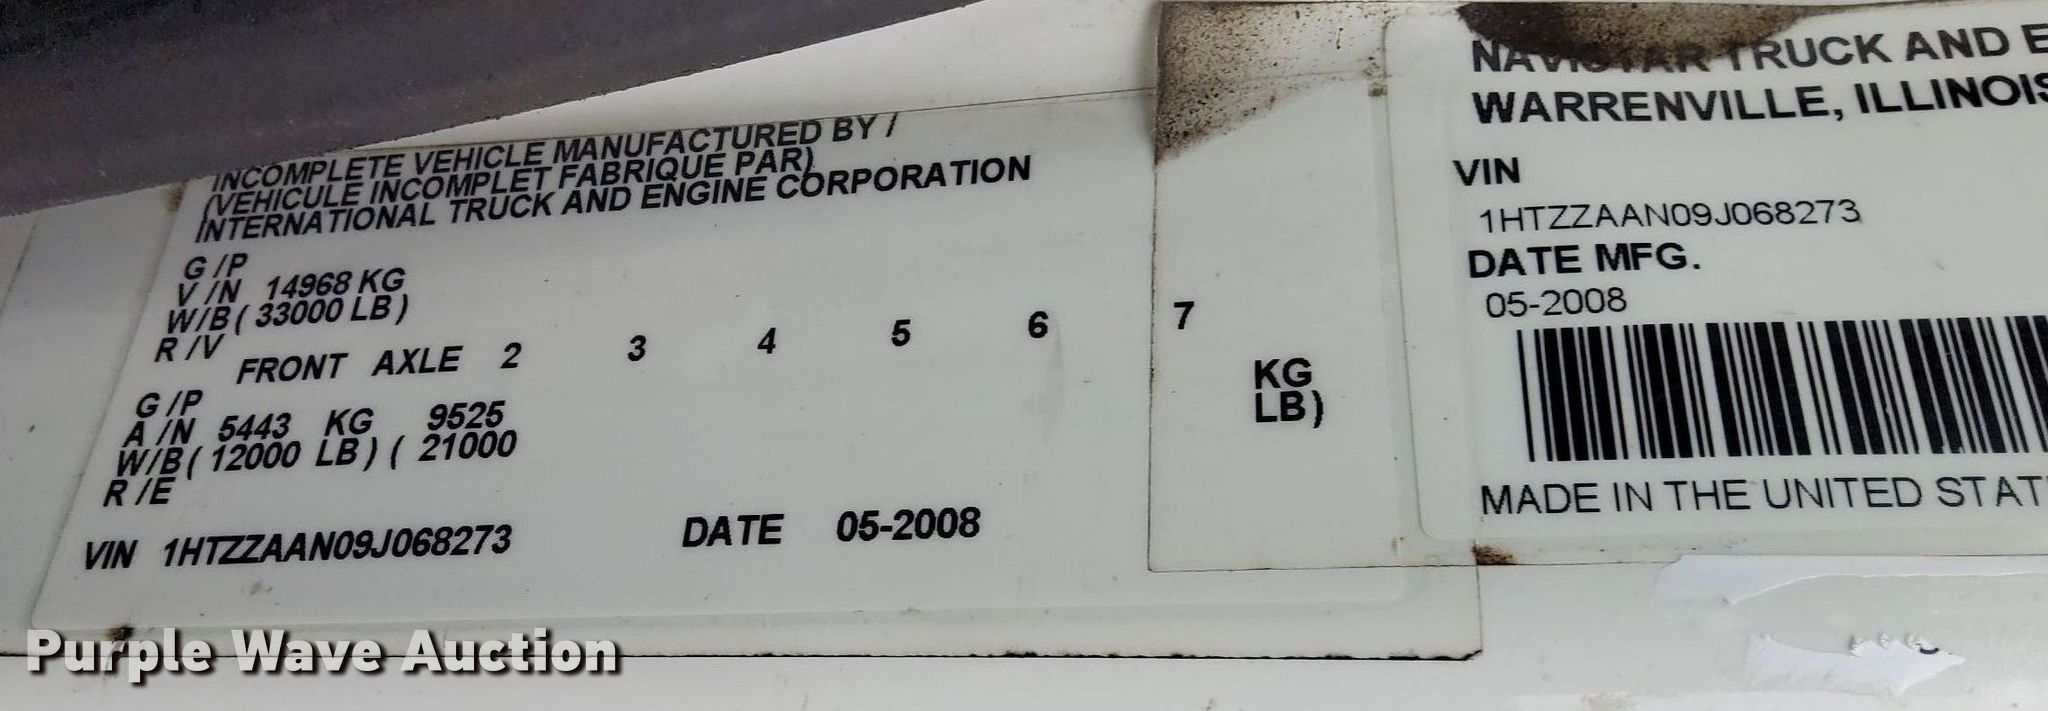 INCOMPLETE VEHICLE MANUFACTURED BY /
(VEHICULE INCOMPLET FABRIQUE PAR)
INTERNATIONAL TRUCK AND ENGINE CORPORATION
G /P
V /N 14968 KG
W/B ( 33000 LB )
R /V
FRONT AXLE 2 3 4 5 6 7
G /P
A /N 5443 KG 9525 KG
W/B ( 12000 LB ) ( 21000 LB )
R /E
VIN 1HTZZAAN09J068273 DATE 05-2008
NAVISTAR TRUCK AND E
WARRENVILLE, ILLINOIS
VIN
1HTZZAAN09J068273
DATE MFG.
05-2008
MADE IN THE UNITED STAT
Purple Wave Auction